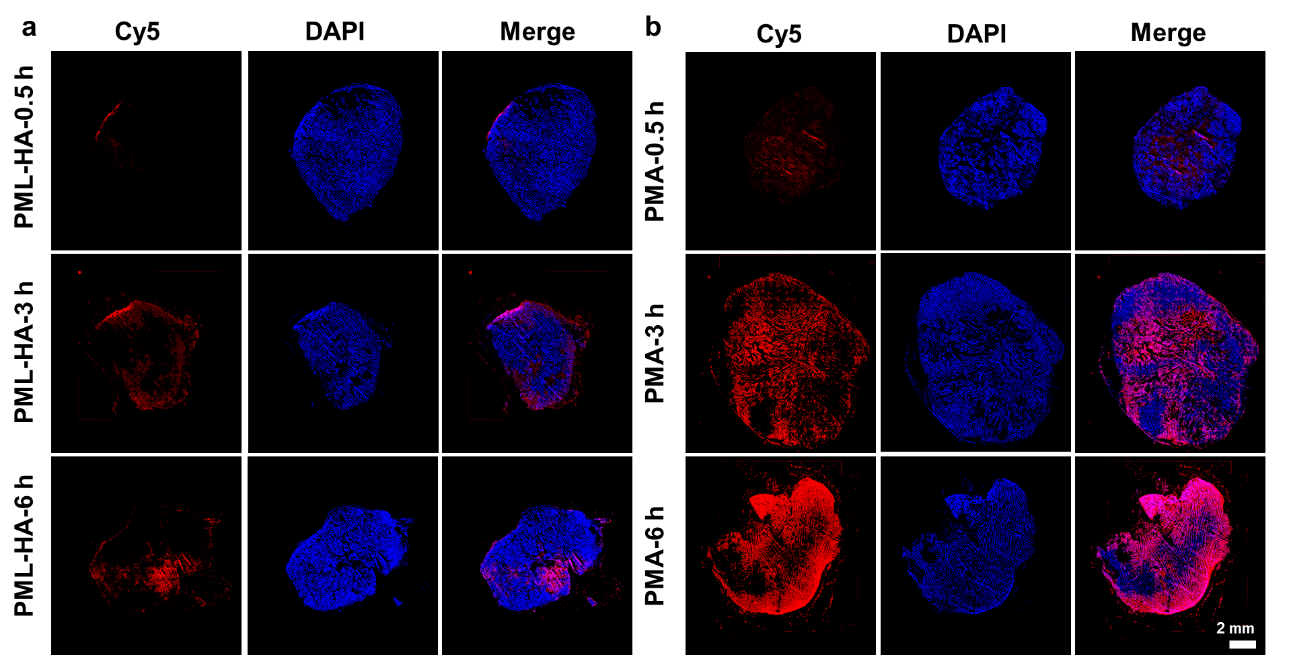 a
Cy5 DAPI Merge
PML-HA-0.5 h
PML-HA-3 h
PML-HA-6 h
b
Cy5 DAPI Merge
PMA-0.5 h
PMA-3 h
PMA-6 h
2 mm